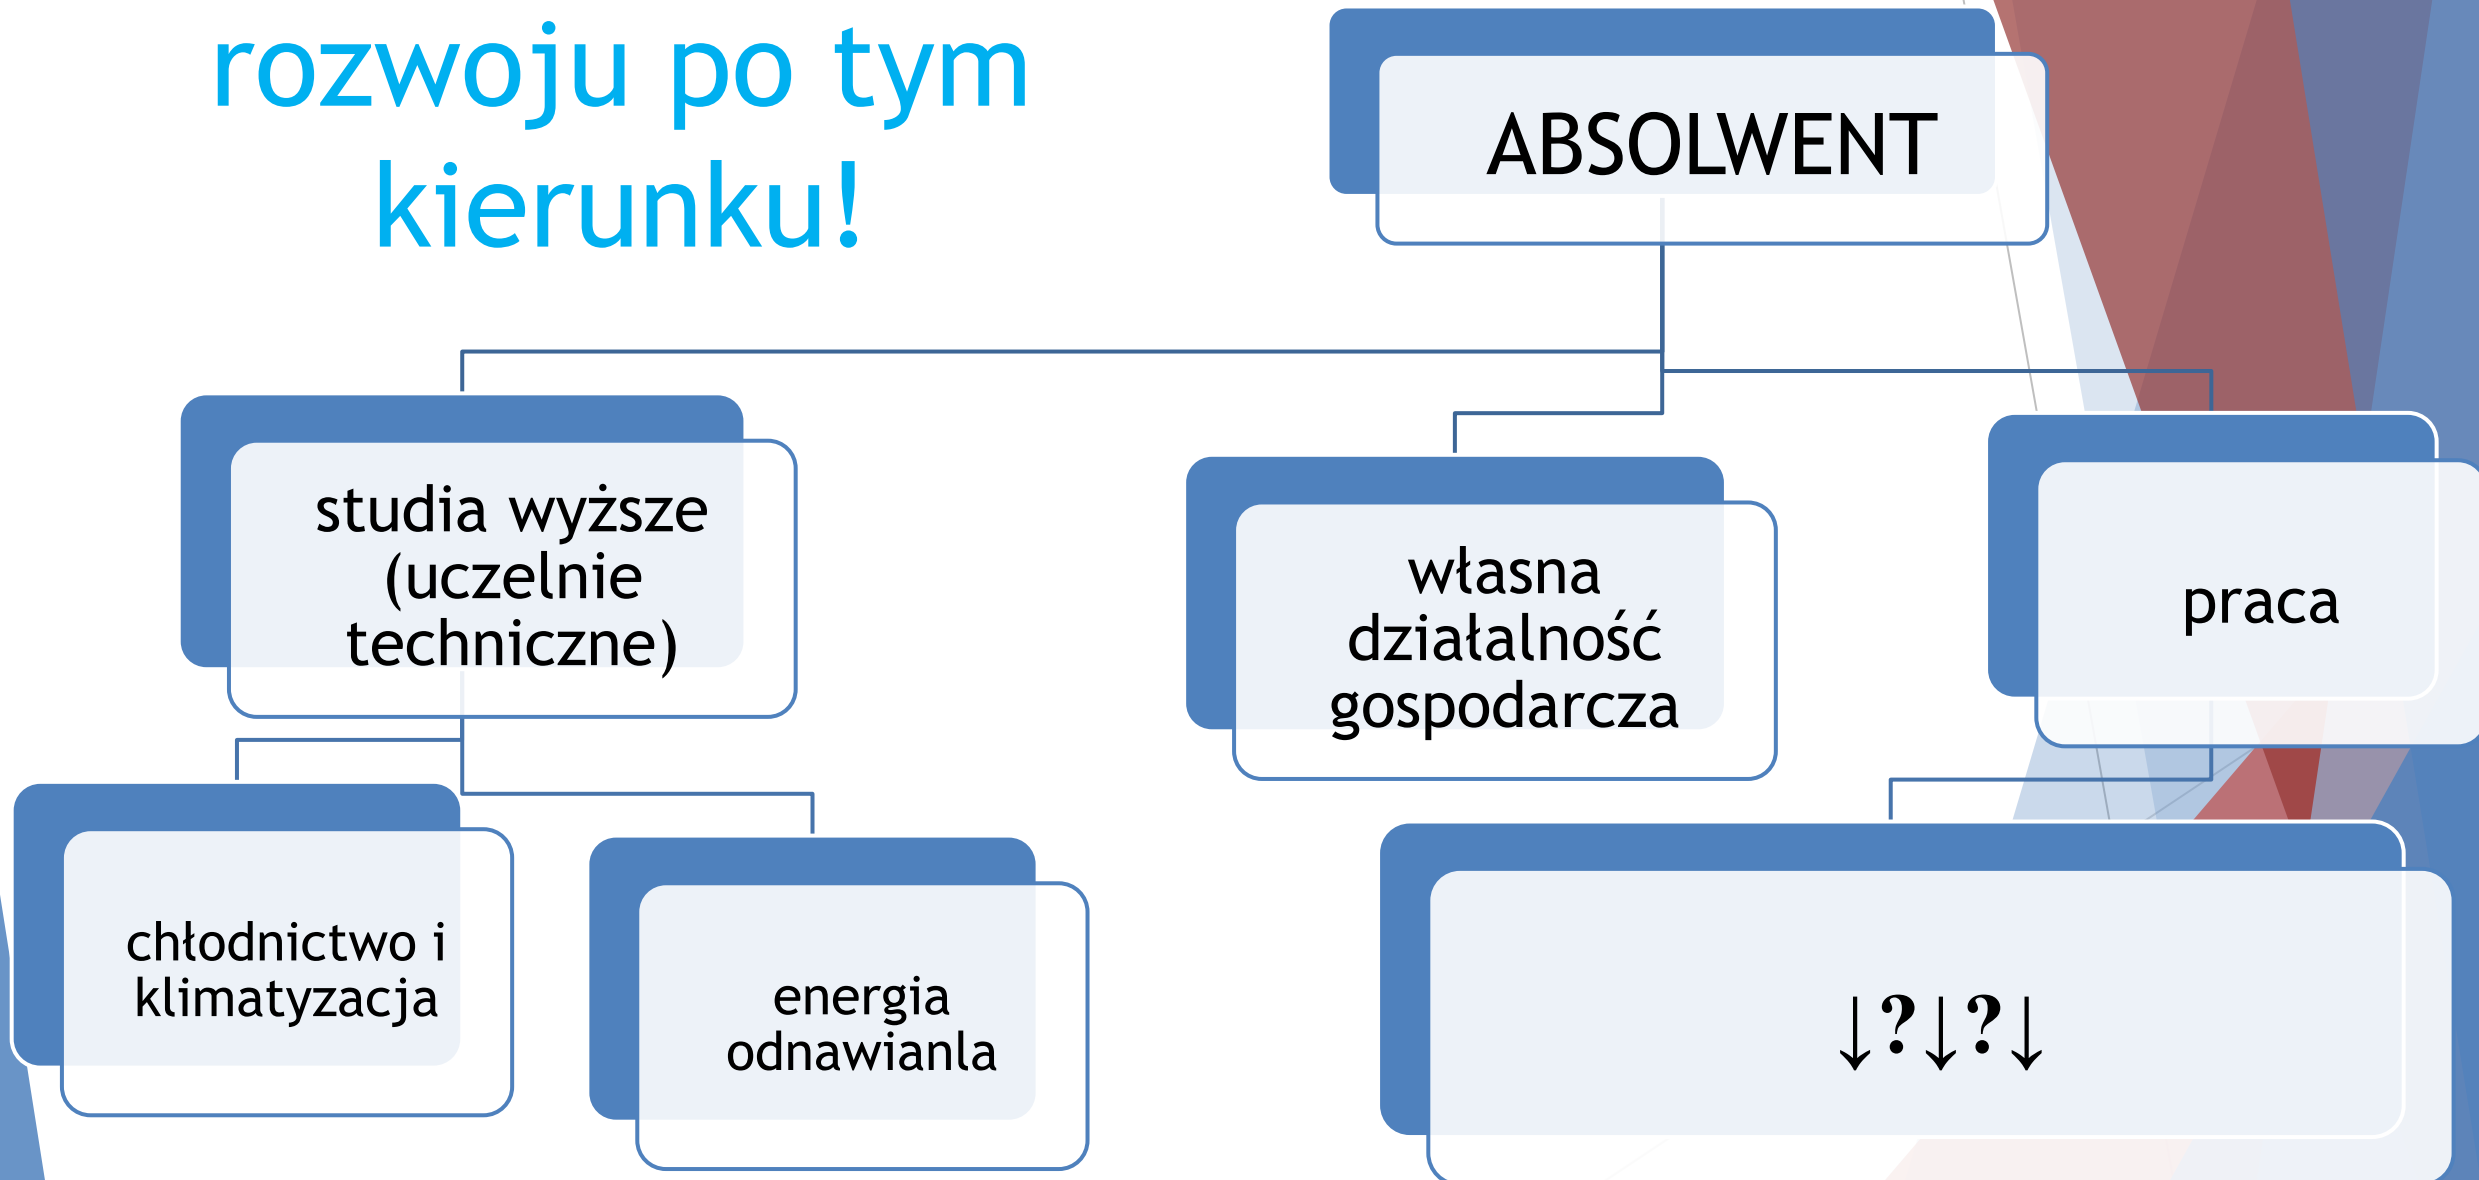 rozwoju po tym
kierunku!
ABSOLWENT
studia wyższe
(uczelnie
techniczne)
własna
działalność
gospodarcza
praca
chłodnictwo i
klimatyzacja
energia
odnawianla
↓?↓?↓